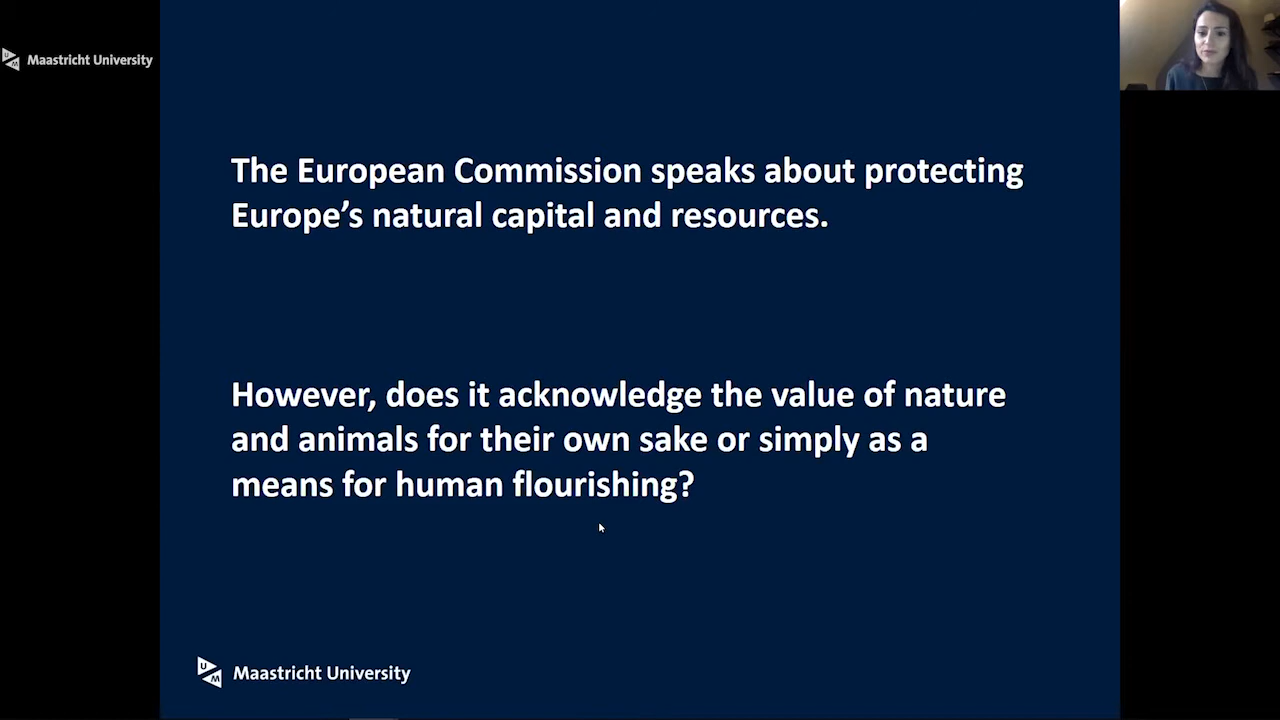 Maastricht University
The European Commission speaks about protecting
Europe’s natural capital and resources.
However, does it acknowledge the value of nature
and animals for their own sake or simply as a
means for human flourishing?
UM Maastricht University